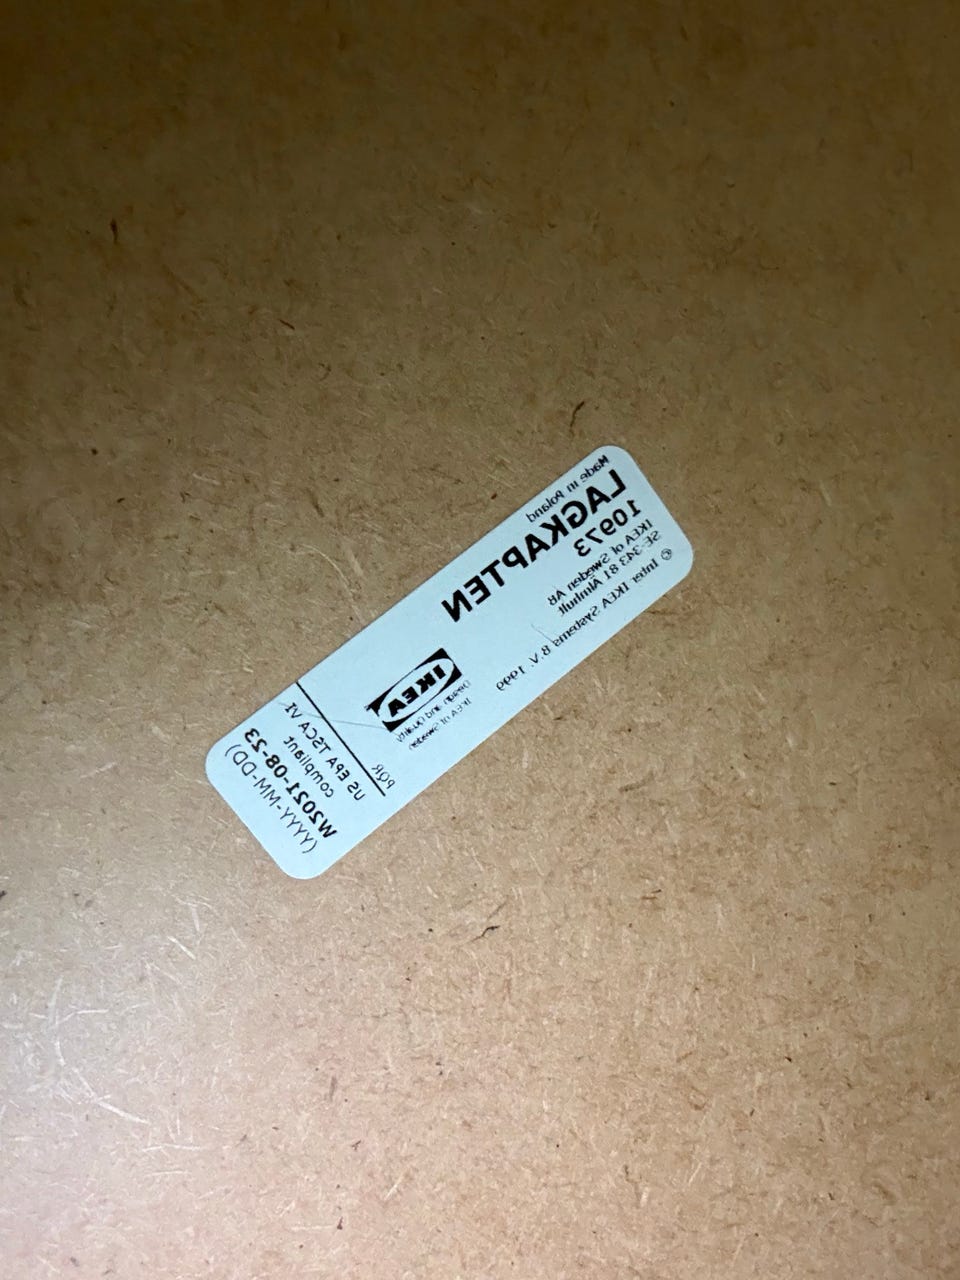 Made in Poland
LAGKAPTEN
10973
IKEA of Sweden AB
SE-343 81 Älmhult
© Inter IKEA Systems B.V. 1999
IKEA
Design and Quality
IKEA of Sweden
PQR
US EPA TSCA VI
compliant
W2021-08-23
(YYYY-MM-DD)